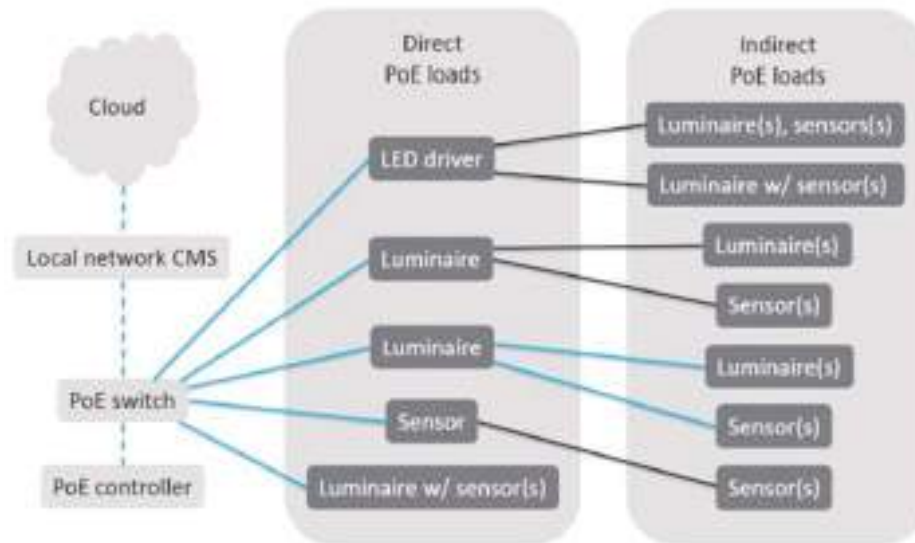 Cloud
Local network CMS
PoE switch
PoE controller
Direct
PoE loads
LED driver
Luminaire
Luminaire
Sensor
Luminaire w/ sensor(s)
Indirect
PoE loads
Luminaire(s), sensors(s)
Luminaire w/ sensor(s)
Luminaire(s)
Sensor(s)
Luminaire(s)
Sensor(s)
Sensor(s)